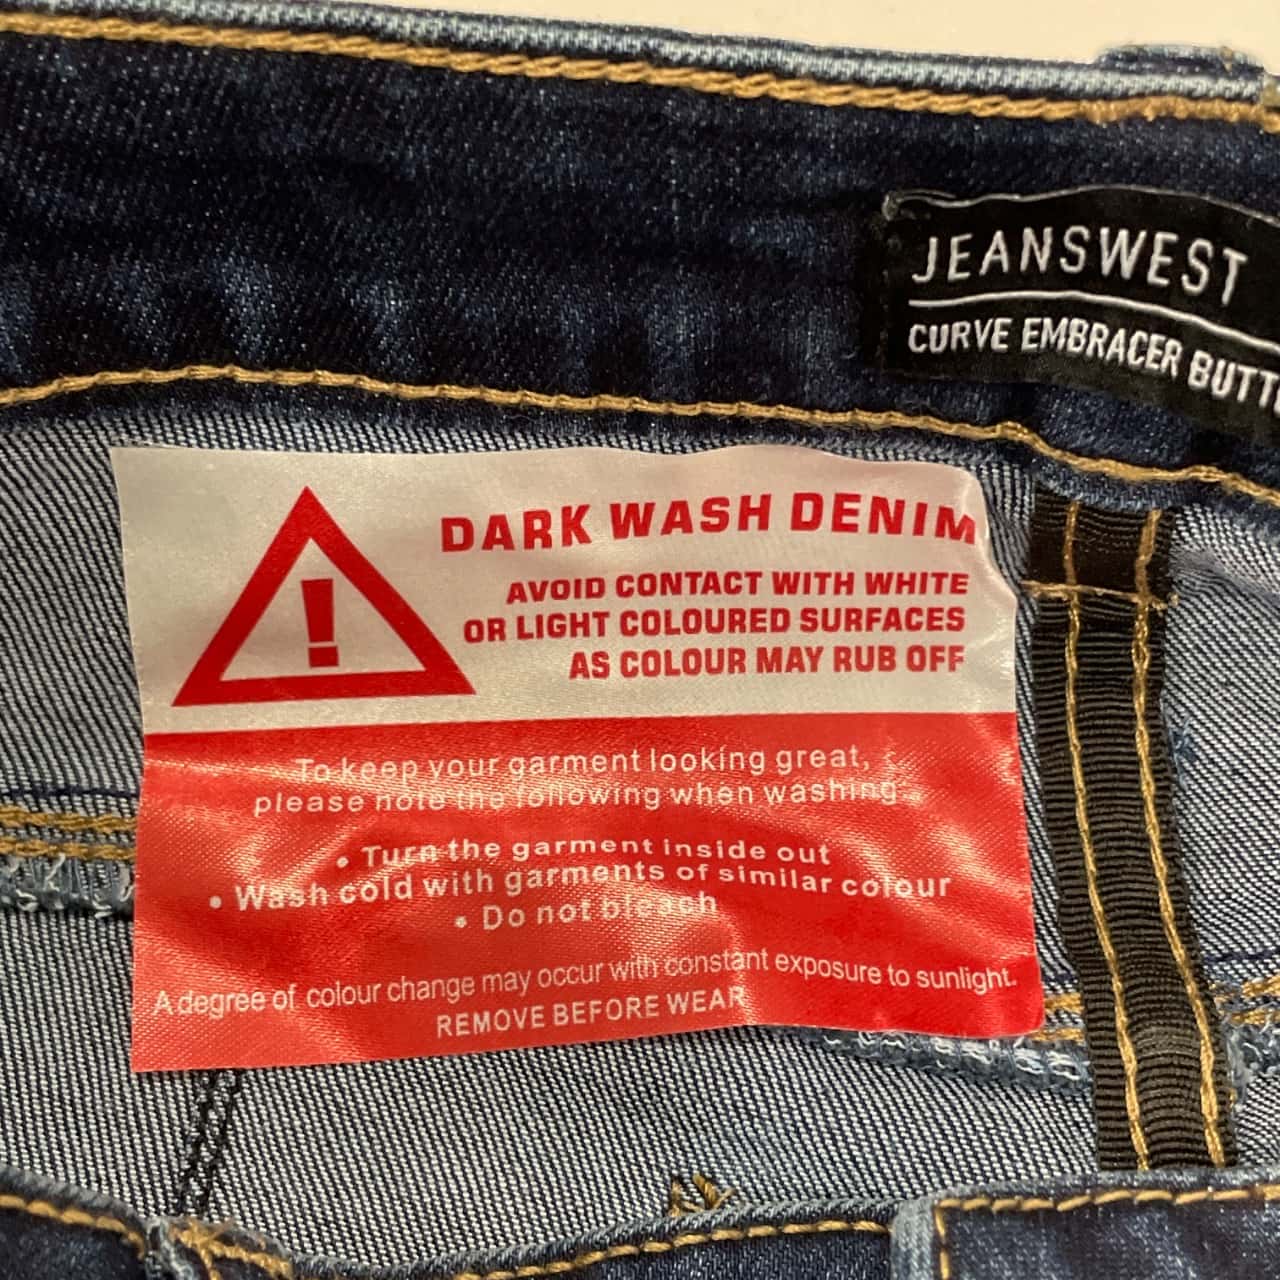 JEANSWEST
CURVE EMBRACER
DARK WASH DENIM
AVOID CONTACT WITH WHITE
OR LIGHT COLOURED SURFACES
AS COLOUR MAY RUB OFF
!
To keep your garment looking great,
please note the following when washing:
• Turn the garment inside out
• Wash cold with garments of similar colour
• Do not bleach
A degree of colour change may occur with constant exposure to sunlight.
REMOVE BEFORE WEAR